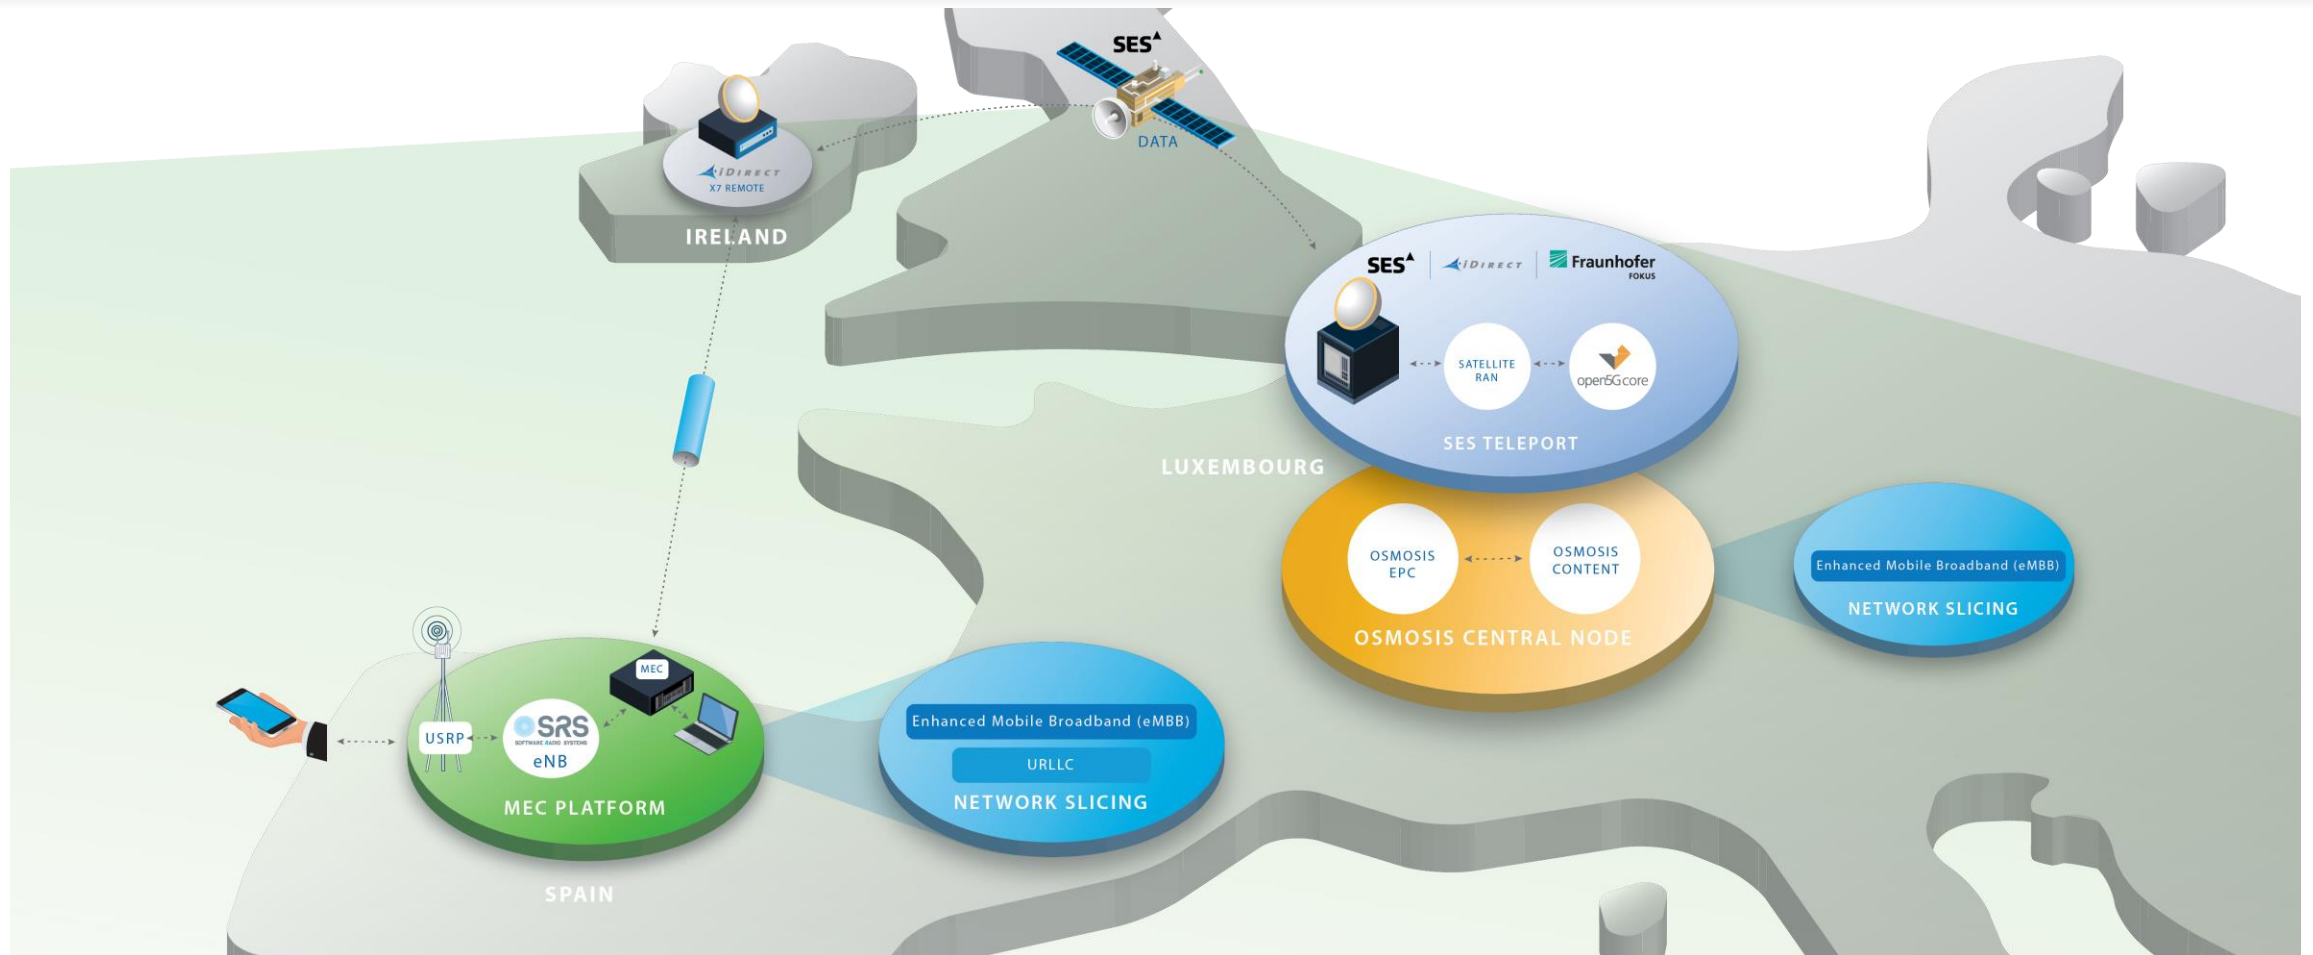 SES
DATA
iDIRECT
X7 REMOTE
IRELAND
SES
iDIRECT
Fraunhofer
FOKUS
SATELLITE
RAN
open5Gcore
SES TELEPORT
LUXEMBOURG
OSMOSIS
EPC
OSMOSIS
CONTENT
OSMOSIS CENTRAL NODE
Enhanced Mobile Broadband (eMBB)
NETWORK SLICING
MEC
USRP
SRS
SOFTWARE RADIO SYSTEMS
eNB
MEC PLATFORM
Enhanced Mobile Broadband (eMBB)
URLLC
NETWORK SLICING
SPAIN